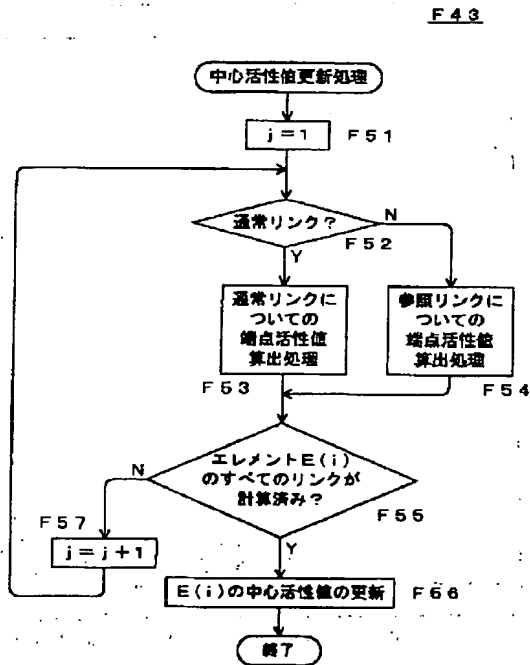 F43
中心活性値更新処理
j=1
F51
通常リンク?
N
F52
Y
通常リンクに
ついての
端点活性値
算出処理
F53
参照リンクに
ついての
端点活性値
算出処理
F54
エレメントE(i)
のすべてのリンクが
計算済み?
N
F55
F57
j=j+1
Y
E(i)の中心活性値の更新
F56
終了